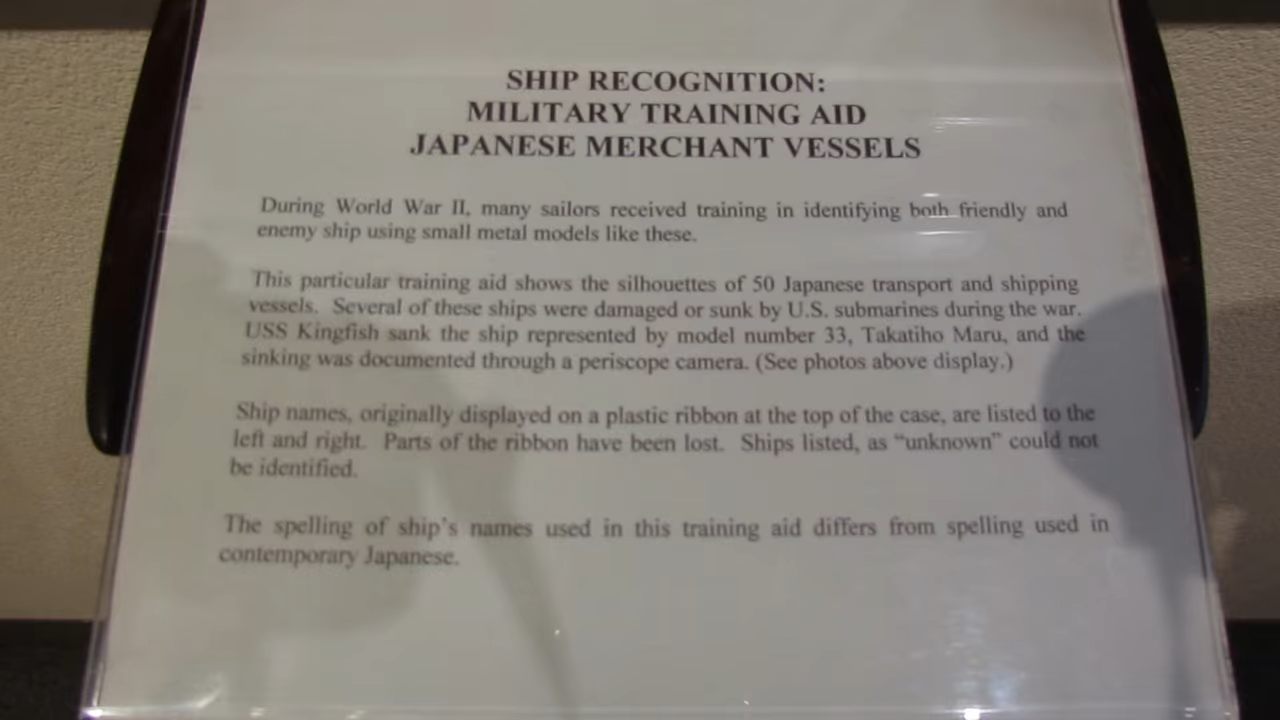 SHIP RECOGNITION:
MILITARY TRAINING AID
JAPANESE MERCHANT VESSELS
During World War II, many sailors received training in identifying both friendly and
enemy ship using small metal models like these.
This particular training aid shows the silhouettes of 50 Japanese transport and shipping
vessels. Several of these ships were damaged or sunk by U.S. submarines during the war.
USS Kingfish sank the ship represented by model number 33, Takatiho Maru, and the
sinking was documented through a periscope camera. (See photos above display.)
Ship names, originally displayed on a plastic ribbon at the top of the case, are listed to the
left and right. Parts of the ribbon have been lost. Ships listed, as “unknown” could not
be identified.
The spelling of ship’s names used in this training aid differs from spelling used in
contemporary Japanese.